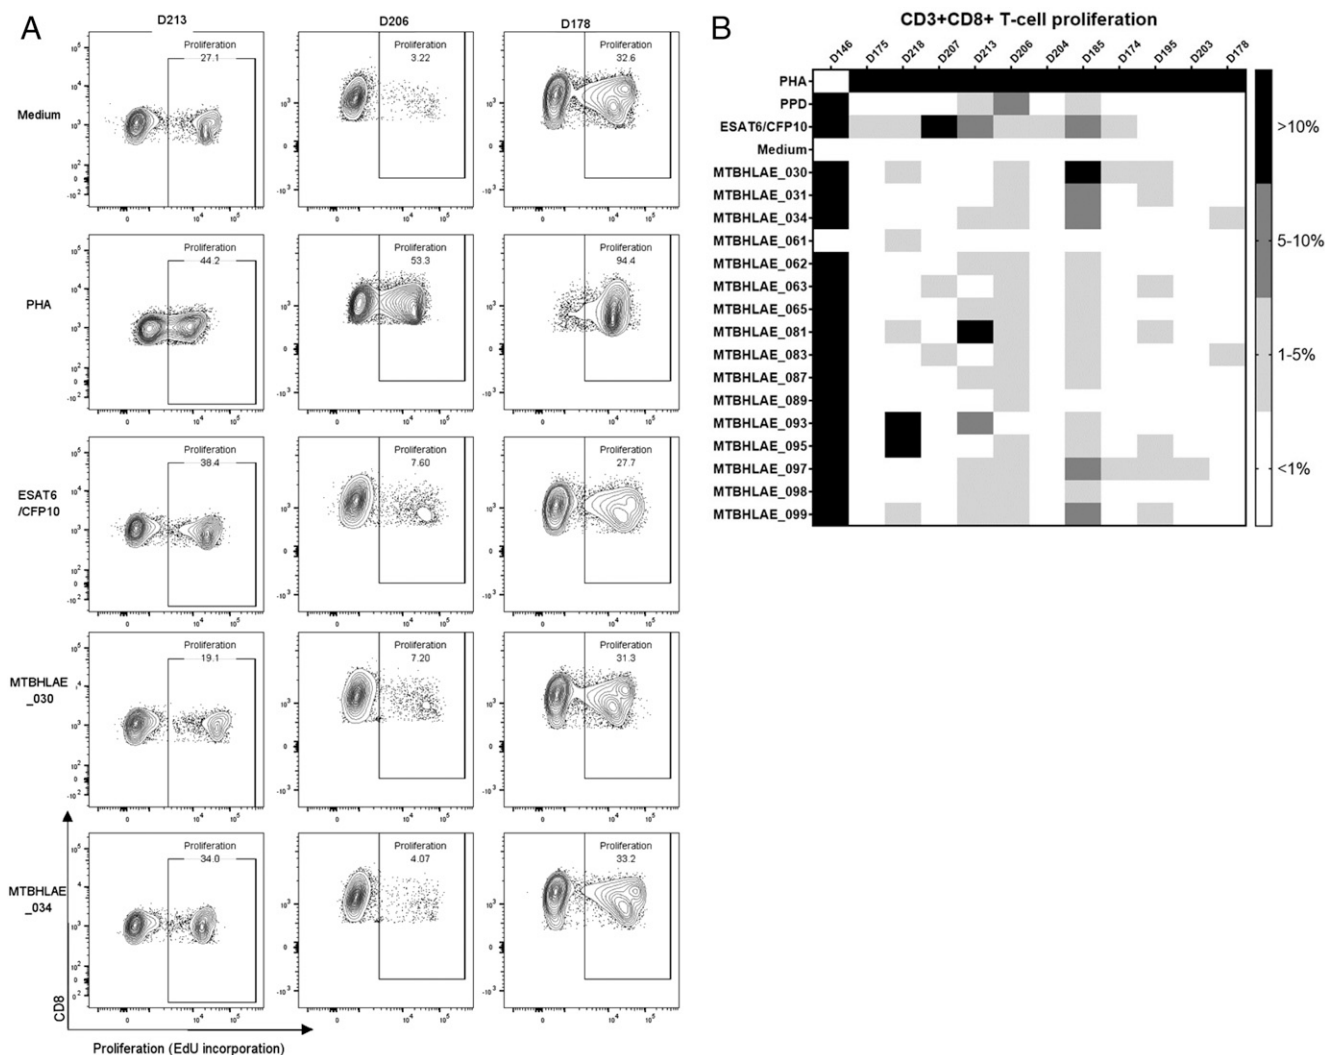 A
D213
D206
D178
Medium
Proliferation
27.1
Proliferation
3.22
Proliferation
32.6
PHA
Proliferation
44.2
Proliferation
53.3
Proliferation
94.4
ESAT6
/CFP10
Proliferation
38.4
Proliferation
7.60
Proliferation
27.7
MTBHLAE
_030
Proliferation
19.1
Proliferation
7.20
Proliferation
31.3
MTBHLAE
_034
Proliferation
34.0
Proliferation
4.07
Proliferation
33.2
CD8
Proliferation (EdU incorporation)
B
CD3+CD8+ T-cell proliferation
D146 D175 D218 D207 D213 D206 D204 D185 D174 D195 D203 D178
PHA
PPD
ESAT6/CFP10
Medium
MTBHLAE_030
MTBHLAE_031
MTBHLAE_034
MTBHLAE_061
MTBHLAE_062
MTBHLAE_063
MTBHLAE_065
MTBHLAE_081
MTBHLAE_083
MTBHLAE_087
MTBHLAE_089
MTBHLAE_093
MTBHLAE_095
MTBHLAE_097
MTBHLAE_098
MTBHLAE_099
>10%
5-10%
1-5%
<1%